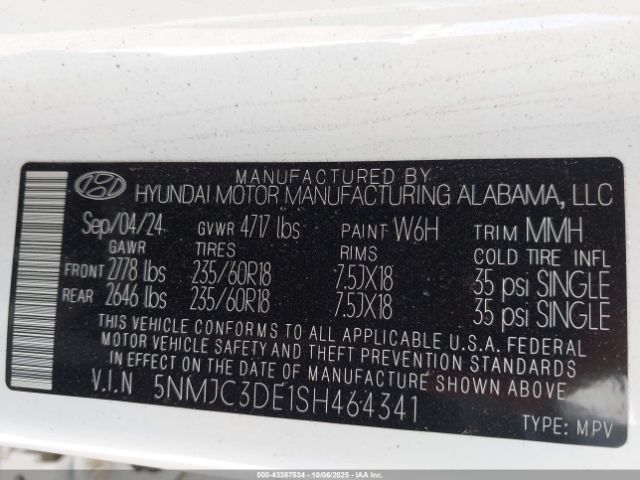 MANUFACTURED BY
HYUNDAI MOTOR MANUFACTURING ALABAMA, LLC
Sep/04/24 GVWR 4717 lbs PAINT W6H TRIM MMH
GAWR TIRES RIMS COLD TIRE INFL
FRONT 2778 lbs 235/60R18 7.5JX18 35 psi SINGLE
REAR 2646 lbs 235/60R18 7.5JX18 35 psi SINGLE
THIS VEHICLE CONFORMS TO ALL APPLICABLE U.S.A. FEDERAL
MOTOR VEHICLE SAFETY AND THEFT PREVENTION STANDARDS
IN EFFECT ON THE DATE OF MANUFACTURE SHOWN ABOVE.
V.I.N 5NMJC3DE1SH464341
TYPE: MPV
000-43387534 - 10/06/2025 - IAA, Inc.